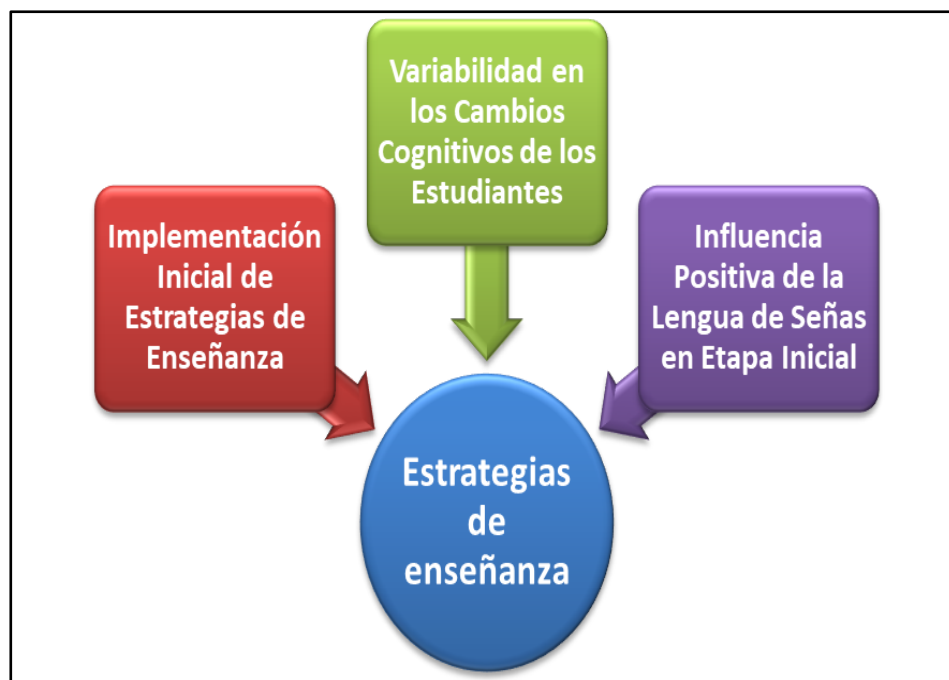 Variabilidad en
los Cambios
Cognitivos de los
Estudiantes
Implementación
Inicial de
Estrategias de
Enseñanza
Influencia
Positiva de la
Lengua de Señas
en Etapa Inicial
Estrategias
de
enseñanza